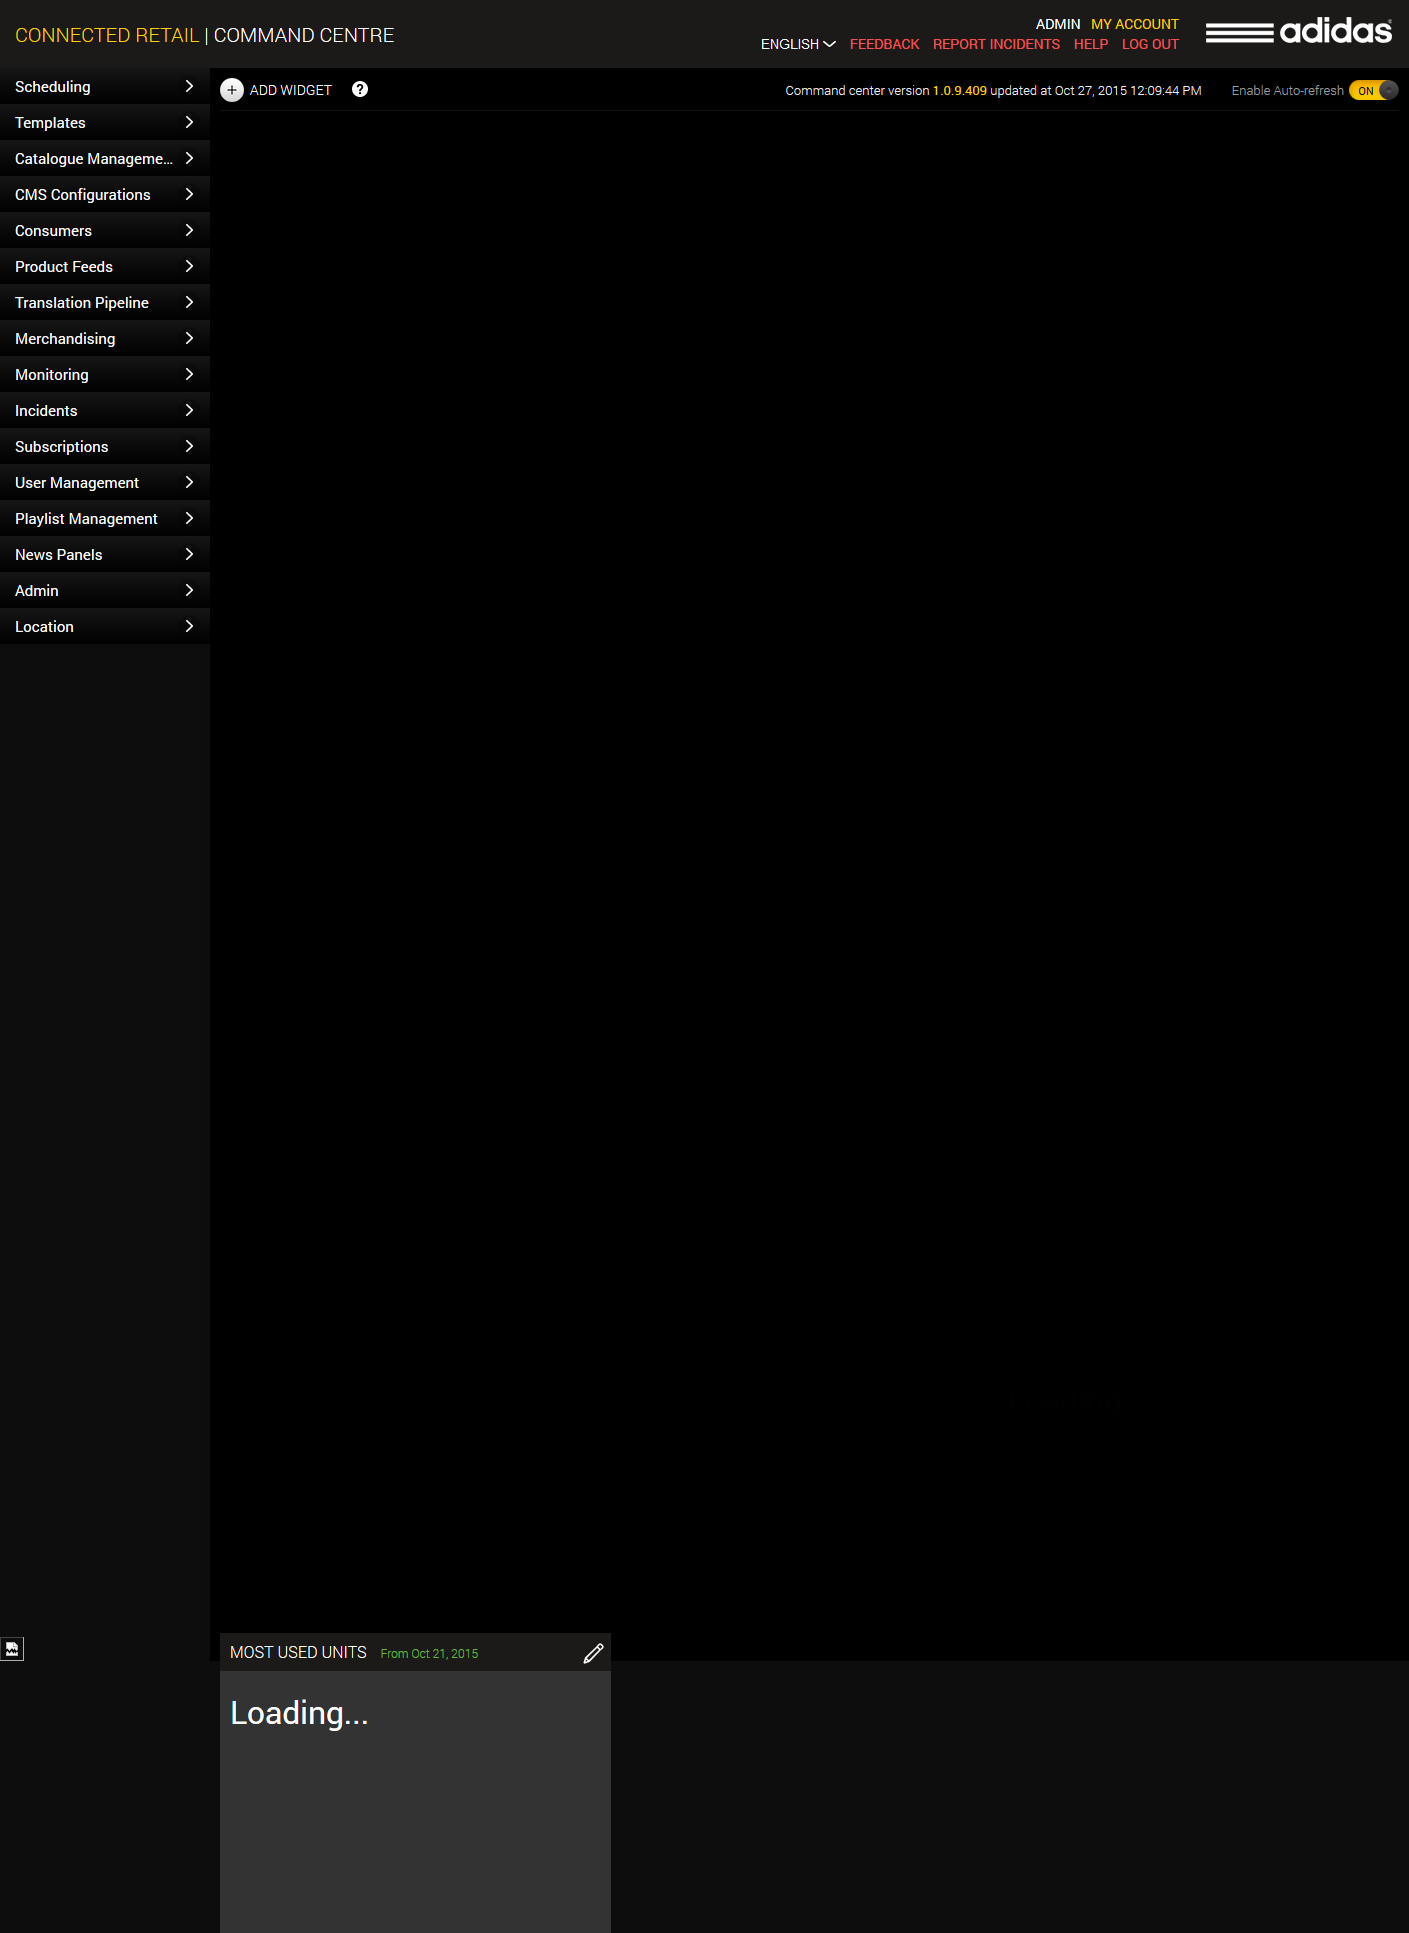 CONNECTED RETAIL | COMMAND CENTRE
ADMIN MY ACCOUNT
ENGLISH FEEDBACK REPORT INCIDENTS HELP LOG OUT
adidas
ADD WIDGET ?
Command center version 1.0.9.409 updated at Oct 27, 2015 12:09:44 PM
Enable Auto-refresh ON
Scheduling
Templates
Catalogue Manageme...
CMS Configurations
Consumers
Product Feeds
Translation Pipeline
Merchandising
Monitoring
Incidents
Subscriptions
User Management
Playlist Management
News Panels
Admin
Location
MOST USED UNITS From Oct 21, 2015
Loading...